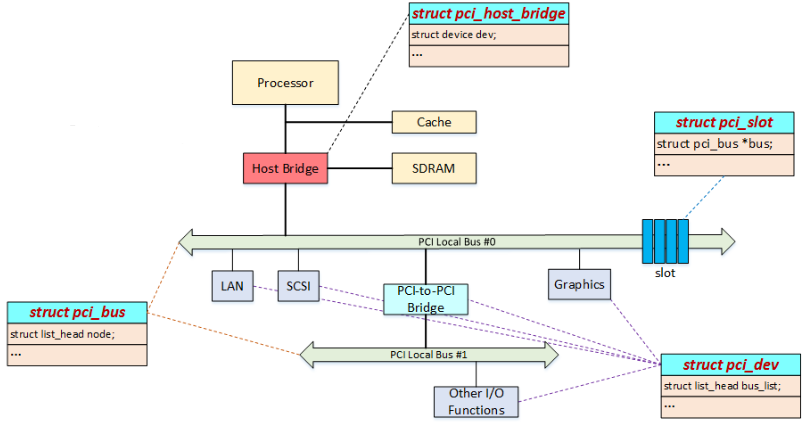 struct pci_host_bridge
struct device dev;
...
Processor
Cache
struct pci_slot
struct pci_bus *bus;
...
Host Bridge
SDRAM
PCI Local Bus #0
slot
LAN
SCSI
PCI-to-PCI
Bridge
Graphics
struct pci_bus
struct list_head node;
...
PCI Local Bus #1
struct pci_dev
struct list_head bus_list;
...
Other I/O
Functions